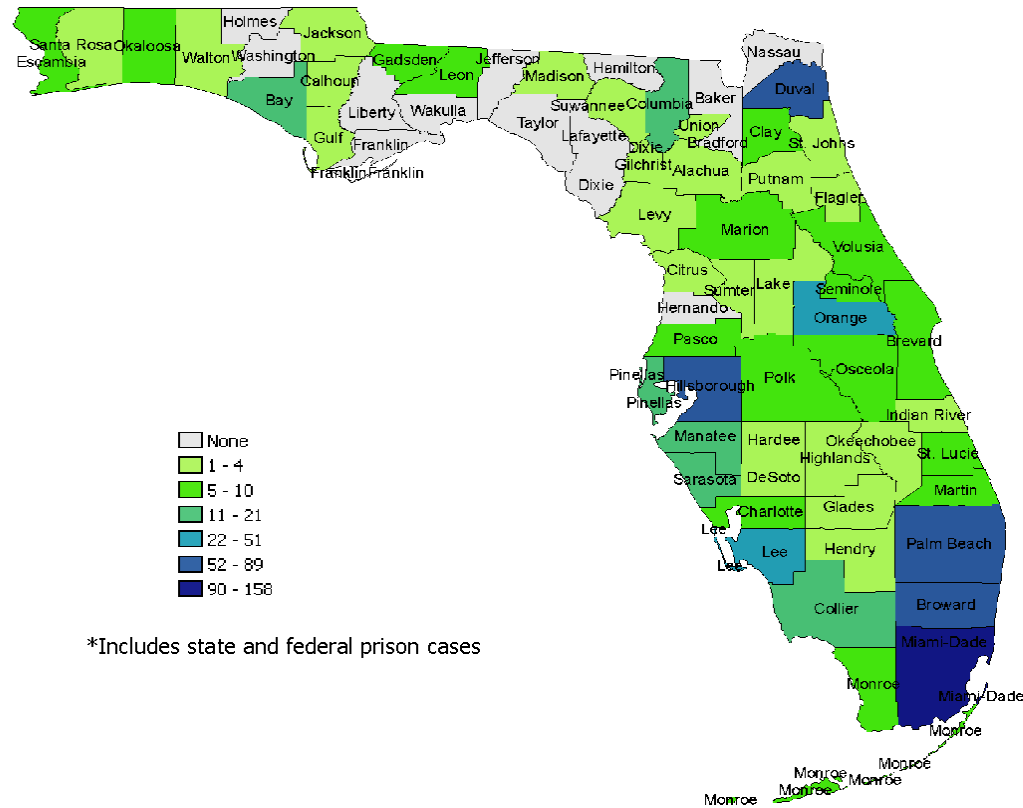 Holmes
Jackson
Santa Rosa
Okaloosa
Escambia
Walton
Washington
Gadsden
Jefferson
Leon
Madison
Hamilton
Nassau
Calhoun
Bay
Liberty
Wakulla
Gulf
Franklin
Franklin
Franklin
Taylor
Suwannee
Columbia
Baker
Duval
Lafayette
Union
Bradford
Clay
St. Johns
Dixie
Gilchrist
Alachua
Dixie
Putnam
Flagler
Levy
Marion
Volusia
Citrus
Sumter
Lake
Seminole
Hernando
Orange
Pasco
Brevard
Pinellas
Hillsborough
Polk
Osceola
Pinellas
Indian River
Manatee
Hardee
Okeechobee
Highlands
St. Lucie
Sarasota
DeSoto
Martin
Charlotte
Glades
Lee
Lee
Lee
Hendry
Palm Beach
Collier
Broward
Miami-Dade
Monroe
Miami-Dade
Monroe
Monroe
Monroe
Monroe
Monroe
Monroe
None
1 - 4
5 - 10
11 - 21
22 - 51
52 - 89
90 - 158
*Includes state and federal prison cases